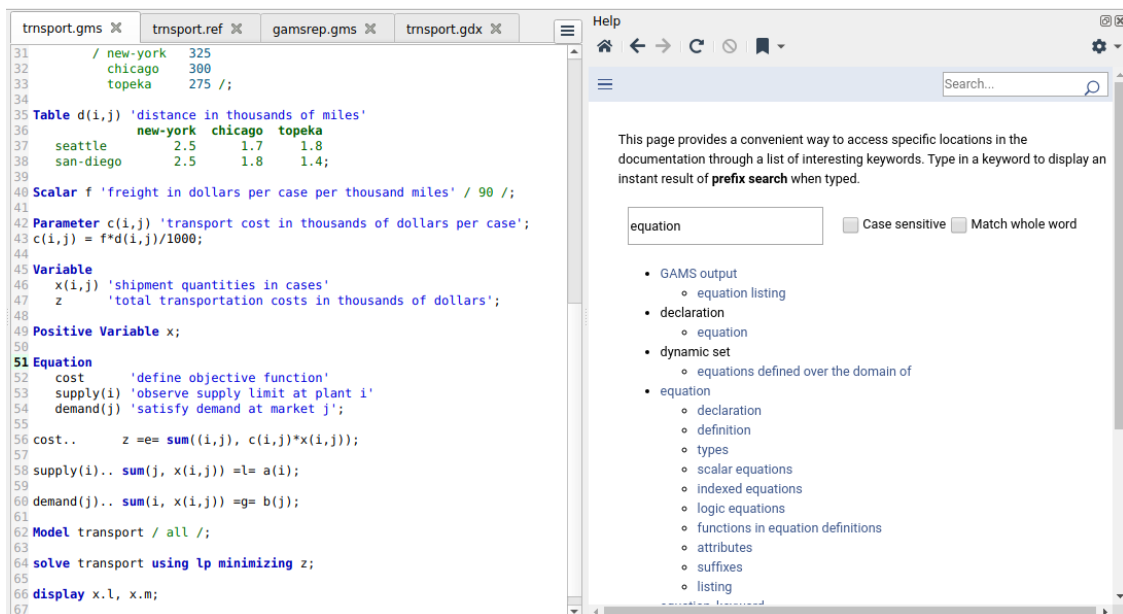 trnsport.gms
trnsport.ref
gamsrep.gms
trnsport.gdx
31 / new-york 325
32 chicago 300
33 topeka 275 /;
34
35 Table d(i,j) 'distance in thousands of miles'
36 new-york chicago topeka
37 seattle 2.5 1.7 1.8
38 san-diego 2.5 1.8 1.4;
39
40 Scalar f 'freight in dollars per case per thousand miles' / 90 /;
41
42 Parameter c(i,j) 'transport cost in thousands of dollars per case';
43 c(i,j) = f*d(i,j)/1000;
44
45 Variable
46 x(i,j) 'shipment quantities in cases'
47 z 'total transportation costs in thousands of dollars';
48
49 Positive Variable x;
50
51 Equation
52 cost 'define objective function'
53 supply(i) 'observe supply limit at plant i'
54 demand(j) 'satisfy demand at market j';
55
56 cost.. z =e= sum((i,j), c(i,j)*x(i,j));
57
58 supply(i).. sum(j, x(i,j)) =l= a(i);
59
60 demand(j).. sum(i, x(i,j)) =g= b(j);
61
62 Model transport / all /;
63
64 solve transport using lp minimizing z;
65
66 display x.l, x.m;
67
Help
Search...
This page provides a convenient way to access specific locations in the
documentation through a list of interesting keywords. Type in a keyword to display an
instant result of prefix search when typed.
equation
Case sensitive
Match whole word
GAMS output
equation listing
declaration
equation
dynamic set
equations defined over the domain of
equation
declaration
definition
types
scalar equations
indexed equations
logic equations
functions in equation definitions
attributes
suffixes
listing